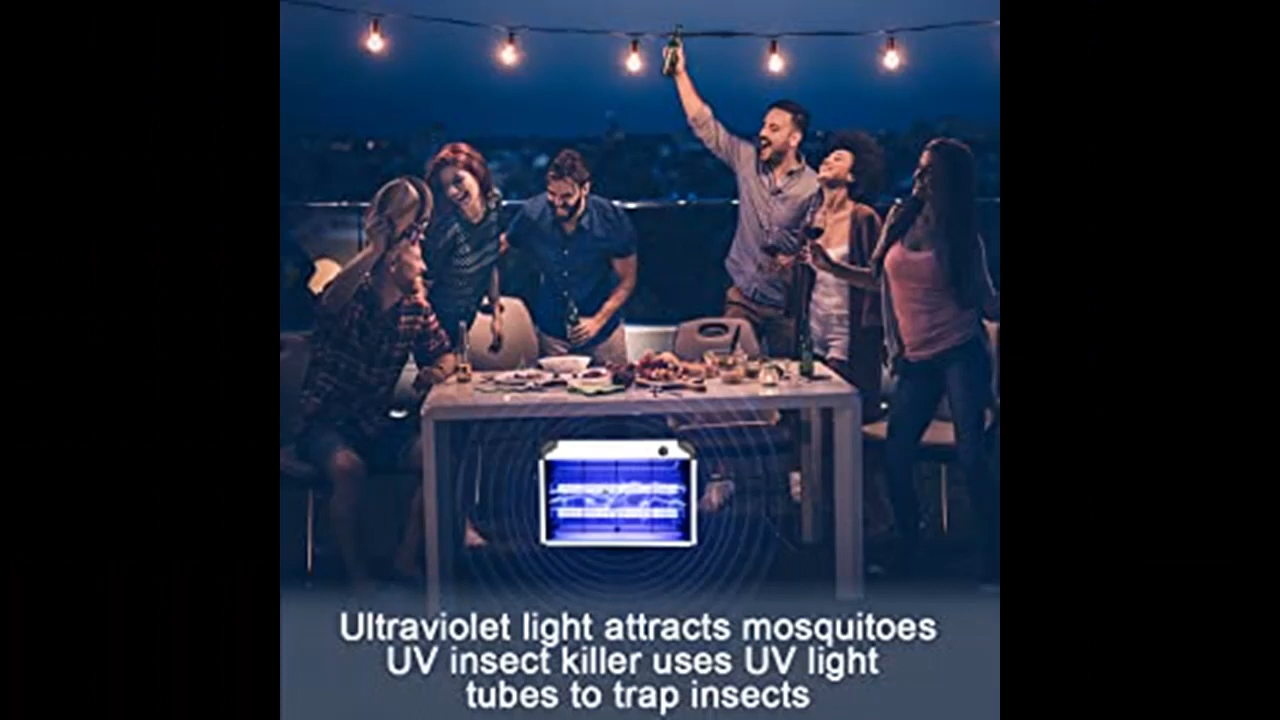 Ultraviolet light attracts mosquitoes
UV insect killer uses UV light
tubes to trap insects